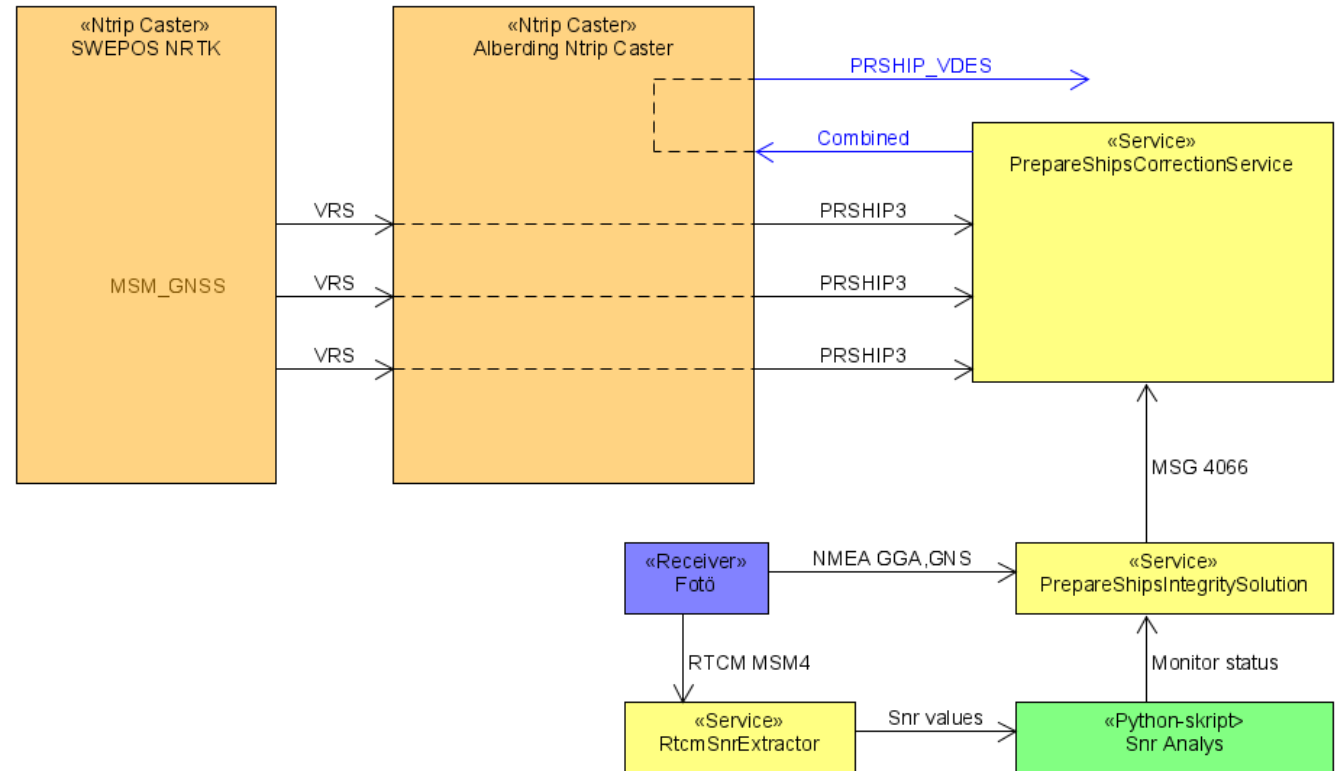 «Ntrip Caster»
SWEPOS NRTK
«Ntrip Caster»
Alberding Ntrip Caster
PRSHIP_VDES
Combined
«Service»
PrepareShipsCorrectionService
VRS
PRSHIP3
MSM_GNSS
VRS
PRSHIP3
VRS
PRSHIP3
MSG 4066
«Receiver»
Fotö
NMEA GGA,GNS
«Service»
PrepareShipsIntegritySolution
RTCM MSM4
Monitor status
«Service»
RtcmSnrExtractor
Snr values
«Python-skript>
Snr Analys